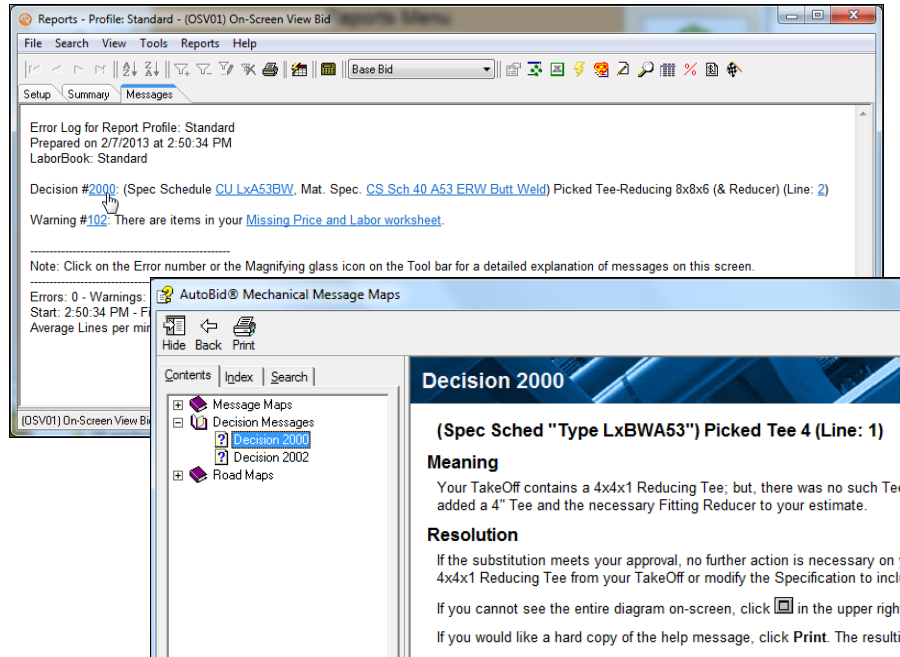 Reports - Profile: Standard - (OSV01) On-Screen View Bid
Reports Menu
File Search View Tools Reports Help
Base Bid
Setup Summary Messages
Error Log for Report Profile: Standard
Prepared on 2/7/2013 at 2:50:34 PM
LaborBook: Standard
Decision #2000: (Spec Schedule CU LxA53BW, Mat. Spec. CS Sch 40 A53 ERW Butt Weld) Picked Tee-Reducing 8x8x6 (& Reducer) (Line: 2)
Warning #102: There are items in your Missing Price and Labor worksheet.
Note: Click on the Error number or the Magnifying glass icon on the Tool bar for a detailed explanation of messages on this screen.
Errors: 0 - Warnings:
Start: 2:50:34 PM - Fi
Average Lines per min
(OSV01) On-Screen View Bi
AutoBid® Mechanical Message Maps
Hide Back Print
Contents Index Search
Message Maps
Decision Messages
Decision 2000
Decision 2002
Road Maps
Decision 2000
(Spec Sched "Type LxBWA53") Picked Tee 4 (Line: 1)
Meaning
Your TakeOff contains a 4x4x1 Reducing Tee; but, there was no such Tee
added a 4" Tee and the necessary Fitting Reducer to your estimate.
Resolution
If the substitution meets your approval, no further action is necessary on
4x4x1 Reducing Tee from your TakeOff or modify the Specification to incl
If you cannot see the entire diagram on-screen, click in the upper righ
If you would like a hard copy of the help message, click Print. The resulti